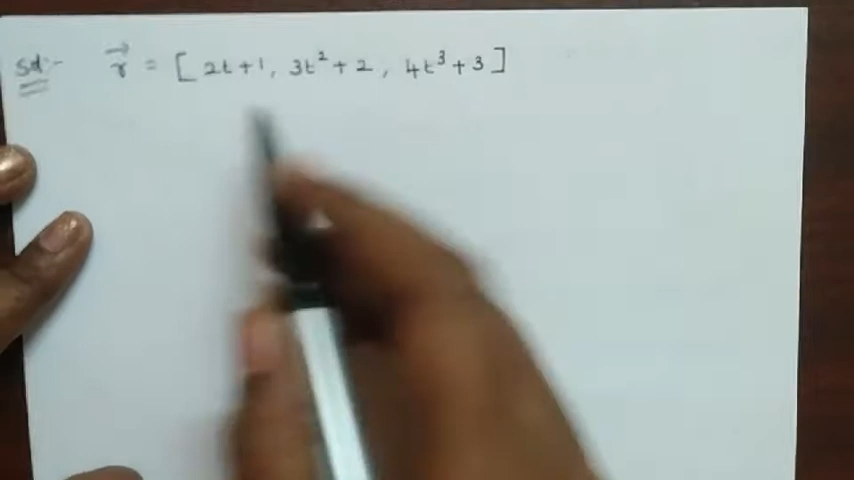 Sol:- r⃗ = [ 2t+1, 3t² + 2 , 4t³ + 3 ]